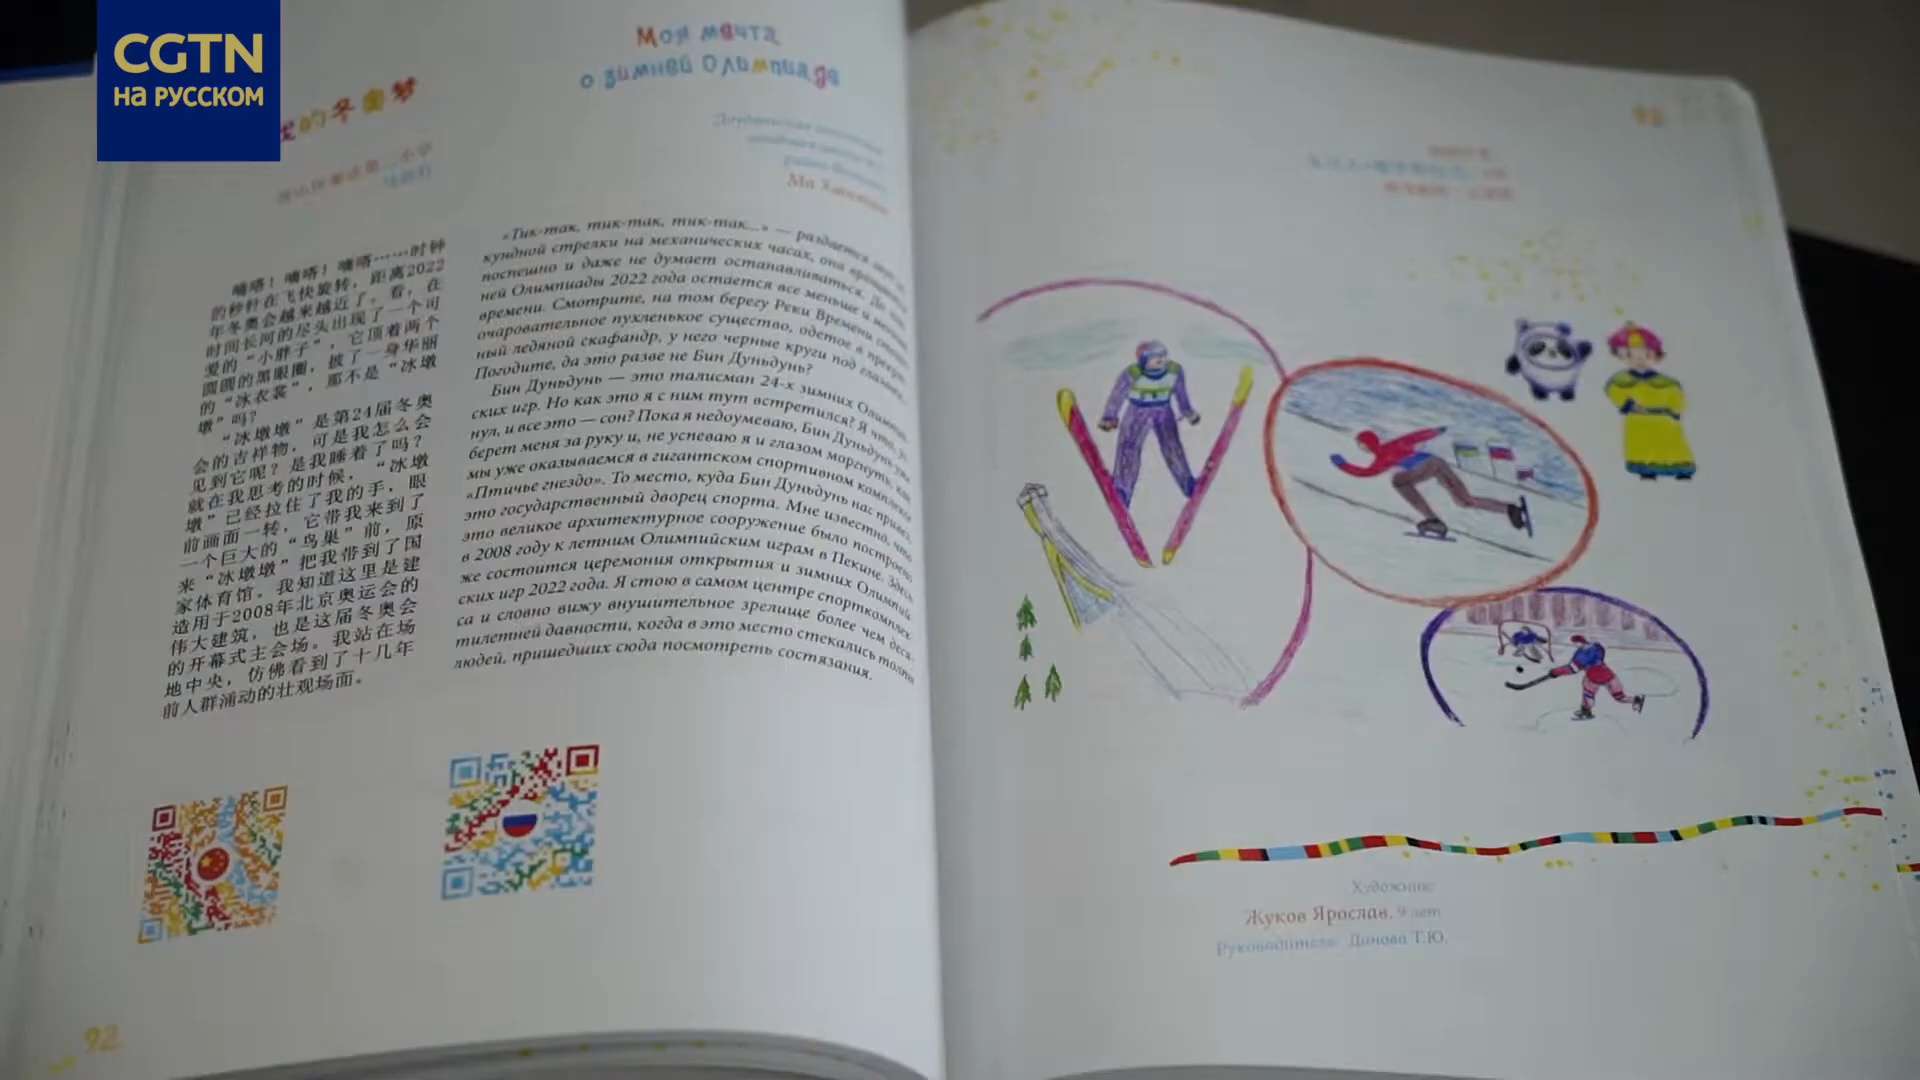 CGTN
на русском
我的冬奥梦
嘀嗒！嘀嗒！嘀嗒……时钟
的秒针在飞快旋转，距离2022
年冬奥会越来越近了。看，在
时间长河的尽头出现了一个可
爱的“小胖子”，它顶着两个
圆圆的黑眼圈，披了一身华丽
的“冰衣裳”，那不是“冰墩
墩”吗？
“冰墩墩”是第24届冬奥
会的吉祥物，可是我怎么会
见到它呢？是我睡着了吗？
就在我思考的时候，“冰墩
墩”已经拉住了我的手，眼
前画面一转，它带我来到了
一个巨大的“鸟巢”前，原
来“冰墩墩”把我带到了国
家体育馆。我知道这里是建
造用于2008年北京奥运会的
伟大建筑，也是这届冬奥会
的开幕式主会场。我站在场
地中央，仿佛看到了十几年
前人群涌动的壮观场面。
92
Моя мечта
о зимней Олимпиаде
Ма
«Тик-так, тик-так, тик-так...» — раздается
кундной стрелки на механических часах, она
поспешно и даже не думает останавливаться. До
ней Олимпиады 2022 года остается все меньше и
времени. Смотрите, на том берегу Реки Времени
очаровательное пухленькое существо, одетое в
ный ледяной скафандр, у него черные круги под глазами.
Погодите, да это разве не Бин Дуньдунь?
Бин Дуньдунь — это талисман 24-х зимних Олимпий-
ских игр. Но как это я с ним тут встретился? Я что,
нул, и все это — сон? Пока я недоумеваю, Бин Дуньдунь уже
берет меня за руку и, не успеваю я и глазом моргнуть, как
мы уже оказываемся в гигантском спортивном комплексе
«Птичье гнездо». То место, куда Бин Дуньдунь нас привел,
это государственный дворец спорта. Мне известно, что
это великое архитектурное сооружение было построено
в 2008 году к летним Олимпийским играм в Пекине. Здесь
же состоится церемония открытия и зимних Олимпий-
ских игр 2022 года. Я стою в самом центре спорткомплек-
са и словно вижу внушительное зрелище более чем деся-
тилетней давности, когда в это место стекались толпы
людей, пришедших сюда посмотреть состязания.
Художник:
Жуков Ярослав, 9 лет
Руководитель: Т.Ю.